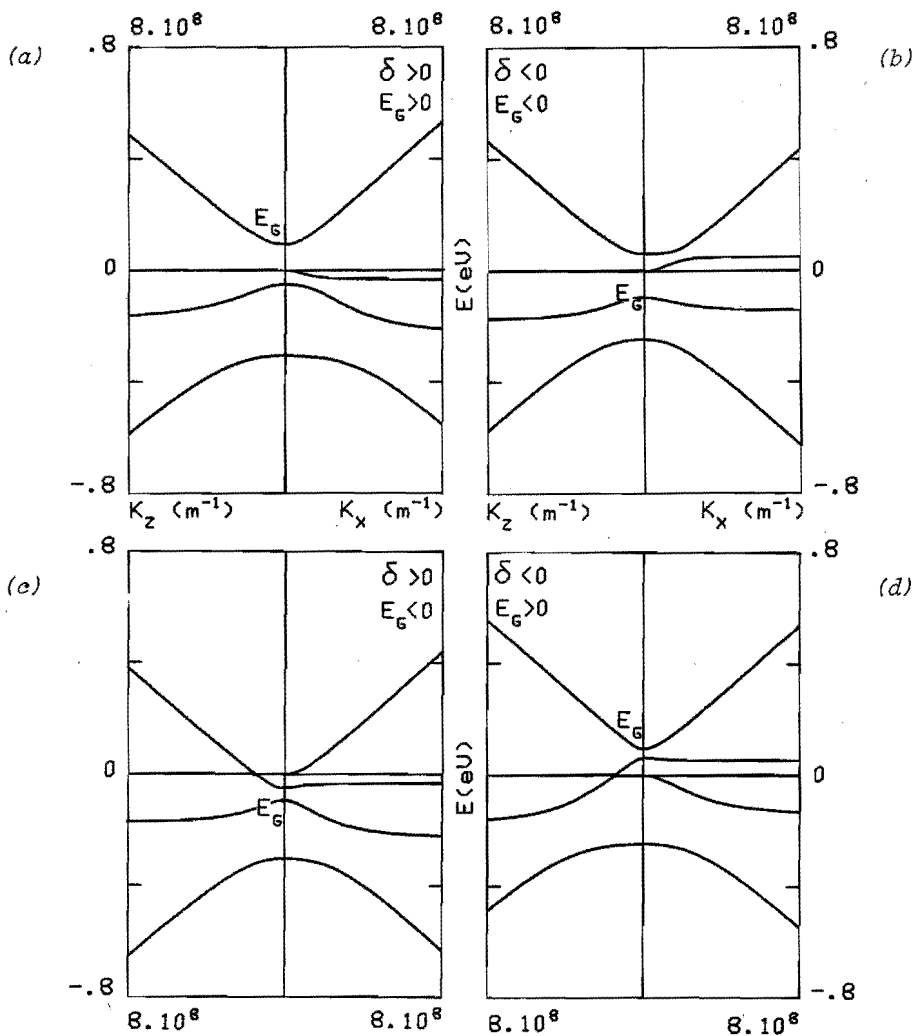 8.10⁸ 8.10⁸ 8.10⁸ 8.10⁸
(a) .8 δ >0 δ <0 .8 (b)
E_G>0 E_G<0
E_G
0 E(eV) 0
E_G
-.8 -.8
K_z (m⁻¹) K_x (m⁻¹) K_z (m⁻¹) K_x (m⁻¹)
.8 .8
(c) δ >0 δ <0 (d)
E_G<0 E_G>0
E_G
0 E(eV) 0
E_G
-.8 -.8
8.10⁸ 8.10⁸ 8.10⁸ 8.10⁸